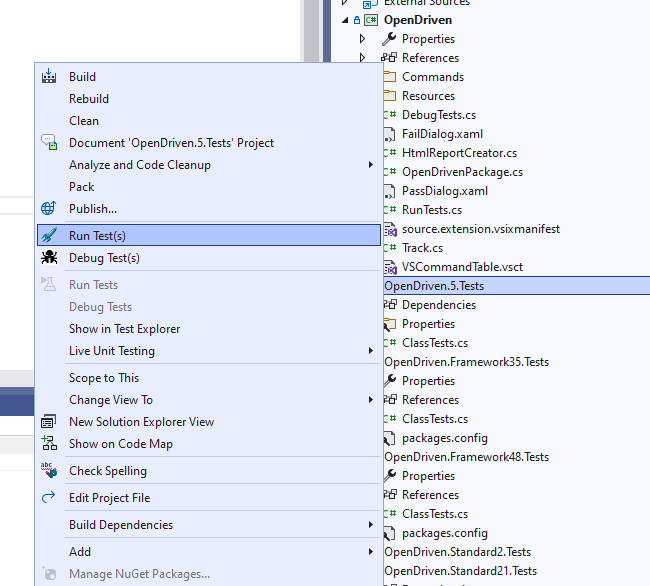 Build
Rebuild
Clean
Document 'OpenDriven.5.Tests' Project
Analyze and Code Cleanup
Pack
Publish...
Run Test(s)
Debug Test(s)
Run Tests
Debug Tests
Show in Test Explorer
Live Unit Testing
Scope to This
Change View To
New Solution Explorer View
Show on Code Map
abc
Check Spelling
Edit Project File
Build Dependencies
Add
Manage NuGet Packages...
External Sources
C# OpenDriven
Properties
References
Commands
Resources
C# DebugTests.cs
FailDialog.xaml
C# HtmlReportCreator.cs
C# OpenDrivenPackage.cs
PassDialog.xaml
C# RunTests.cs
source.extension.vsixmanifest
C# Track.cs
VSCommandTable.vsct
OpenDriven.5.Tests
Dependencies
Properties
C# ClassTests.cs
OpenDriven.Framework35.Tests
Properties
References
C# ClassTests.cs
packages.config
OpenDriven.Framework48.Tests
Properties
References
C# ClassTests.cs
packages.config
OpenDriven.Standard2.Tests
OpenDriven.Standard21.Tests